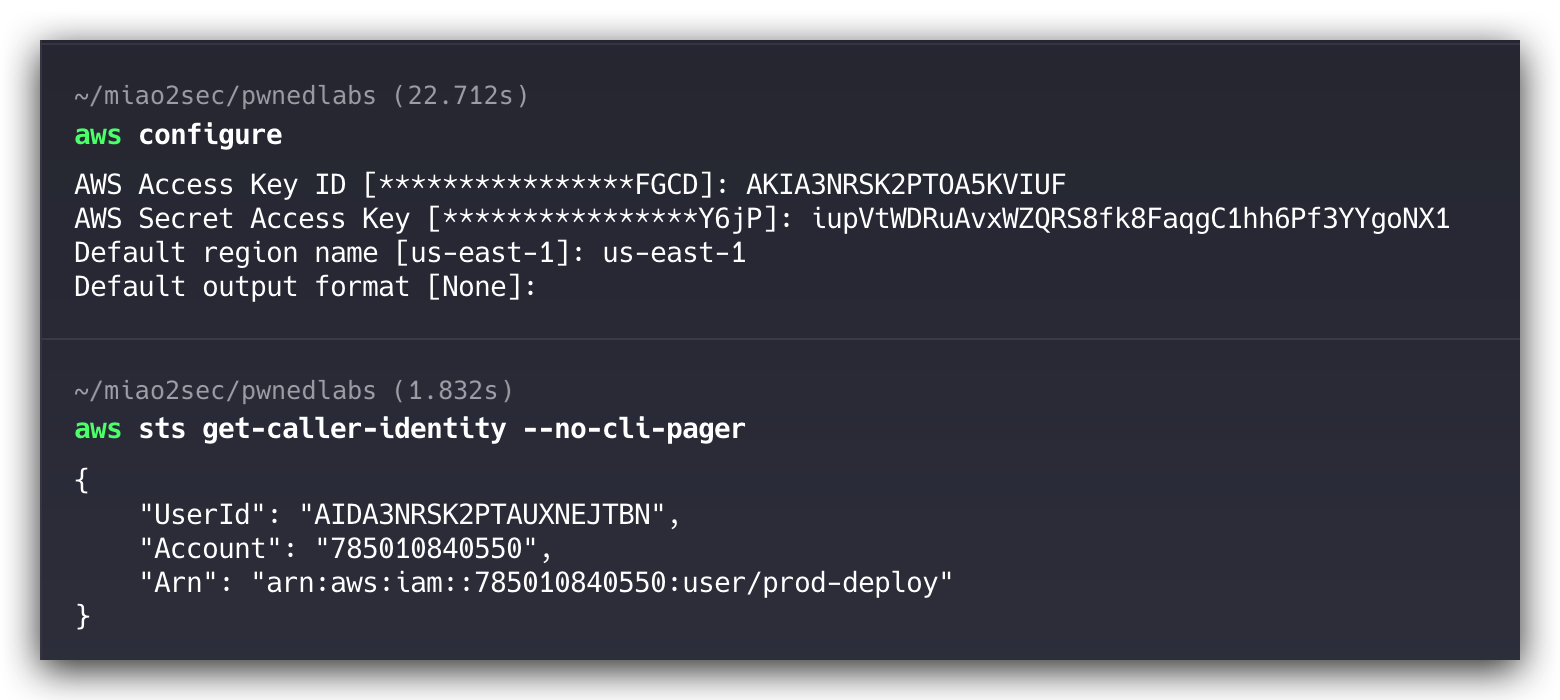 ~/miao2sec/pwnedlabs (22.712s)
aws configure
AWS Access Key ID [****************FGCD]: AKIA3NRSK2PTOA5KVIUF
AWS Secret Access Key [****************Y6jP]: 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
Default region name [us-east-1]: us-east-1
Default output format [None]:
~/miao2sec/pwnedlabs (1.832s)
aws sts get-caller-identity --no-cli-pager
{
    "UserId": "AIDA3NRSK2PTAUXNEJTBN",
    "Account": "785010840550",
    "Arn": "arn:aws:iam::785010840550:user/prod-deploy"
}